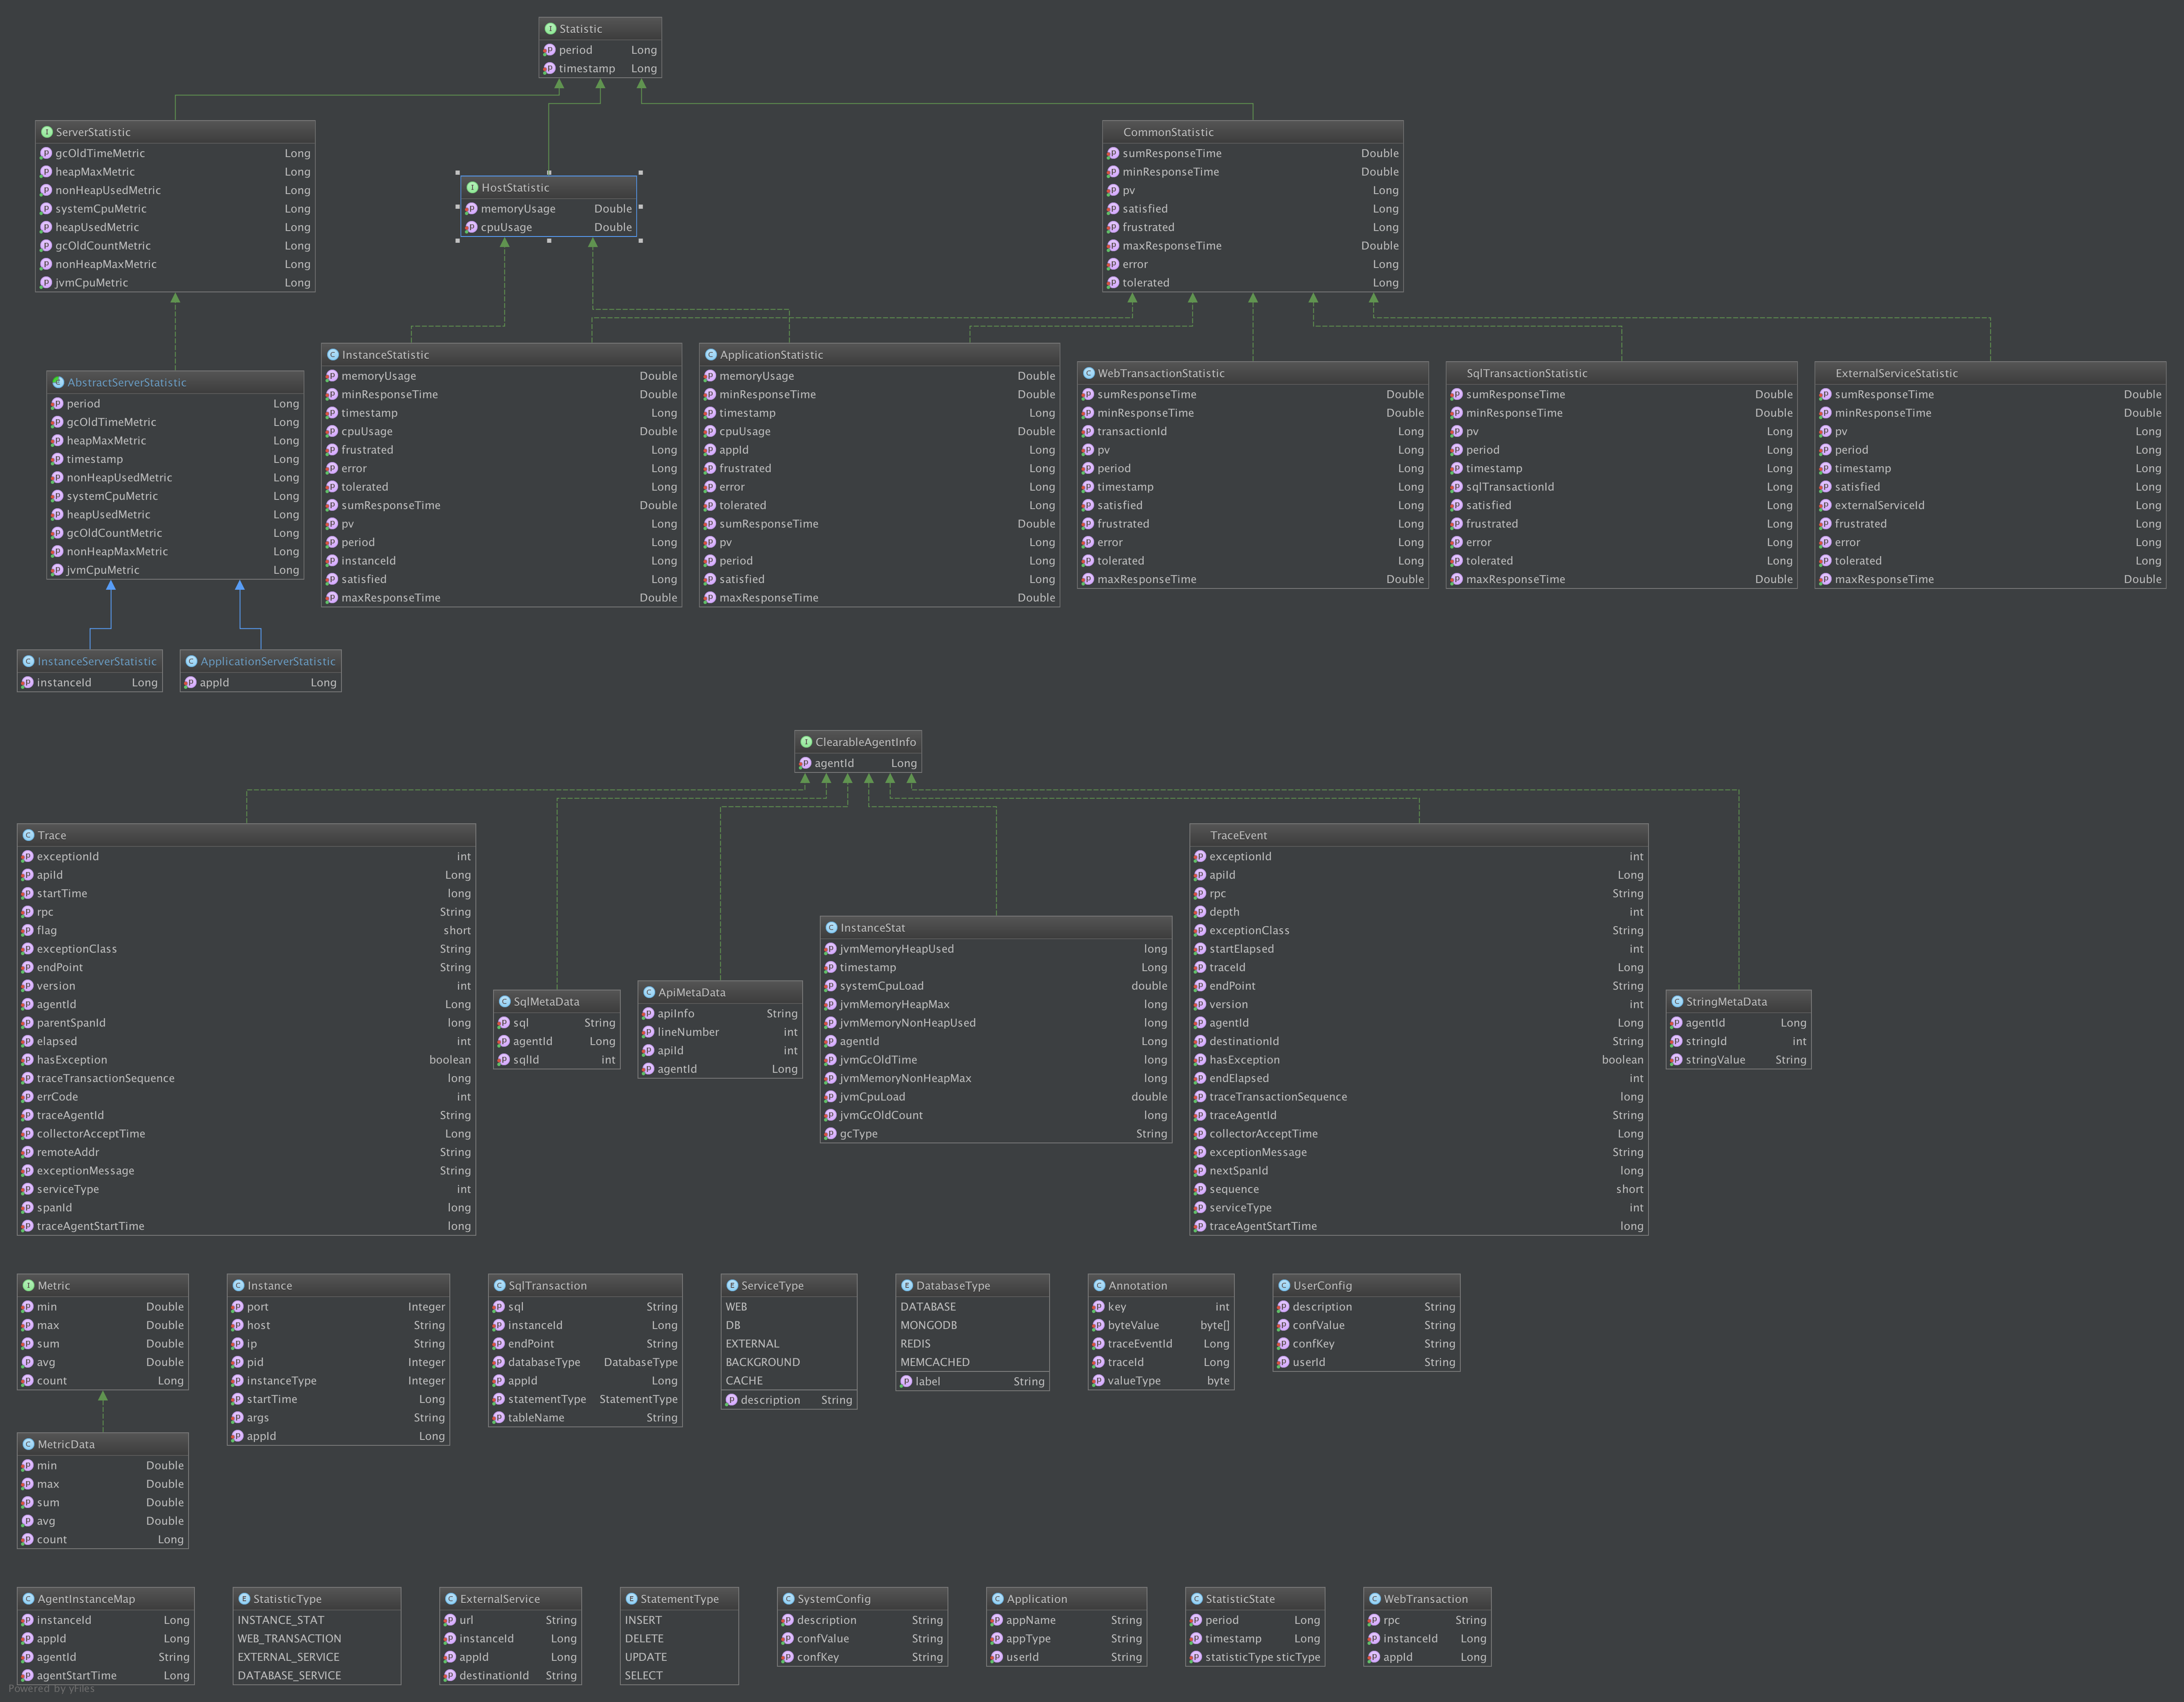 Statistic
period Long
timestamp Long
ServerStatistic
gcOldTimeMetric Long
heapMaxMetric Long
nonHeapUsedMetric Long
systemCpuMetric Long
heapUsedMetric Long
gcOldCountMetric Long
nonHeapMaxMetric Long
jvmCpuMetric Long
HostStatistic
memoryUsage Double
cpuUsage Double
CommonStatistic
sumResponseTime Double
minResponseTime Double
pv Long
satisfied Long
frustrated Long
maxResponseTime Double
error Long
tolerated Long
AbstractServerStatistic
period Long
gcOldTimeMetric Long
heapMaxMetric Long
timestamp Long
nonHeapUsedMetric Long
systemCpuMetric Long
heapUsedMetric Long
gcOldCountMetric Long
nonHeapMaxMetric Long
jvmCpuMetric Long
InstanceStatistic
memoryUsage Double
minResponseTime Double
timestamp Long
cpuUsage Double
frustrated Long
error Long
tolerated Long
sumResponseTime Double
pv Long
period Long
instanceId Long
satisfied Long
maxResponseTime Double
ApplicationStatistic
memoryUsage Double
minResponseTime Double
timestamp Long
cpuUsage Double
appId Long
frustrated Long
error Long
tolerated Long
sumResponseTime Double
pv Long
period Long
satisfied Long
maxResponseTime Double
WebTransactionStatistic
sumResponseTime Double
minResponseTime Double
transactionId Long
pv Long
period Long
timestamp Long
satisfied Long
frustrated Long
error Long
tolerated Long
maxResponseTime Double
SqlTransactionStatistic
sumResponseTime Double
minResponseTime Double
pv Long
period Long
timestamp Long
sqlTransactionId Long
satisfied Long
frustrated Long
error Long
tolerated Long
maxResponseTime Double
ExternalServiceStatistic
sumResponseTime Double
minResponseTime Double
pv Long
period Long
timestamp Long
satisfied Long
externalServiceId Long
frustrated Long
error Long
tolerated Long
maxResponseTime Double
InstanceServerStatistic
instanceId Long
ApplicationServerStatistic
appId Long
ClearableAgentInfo
agentId Long
Trace
exceptionId int
apiId Long
startTime long
rpc String
flag short
exceptionClass String
endPoint String
version int
agentId Long
parentSpanId long
elapsed int
hasException boolean
traceTransactionSequence long
errCode int
traceAgentId String
collectorAcceptTime Long
remoteAddr String
exceptionMessage String
serviceType int
spanId long
traceAgentStartTime long
SqlMetaData
sql String
agentId Long
sqlId int
ApiMetaData
apiInfo String
lineNumber int
apiId int
agentId Long
InstanceStat
jvmMemoryHeapUsed long
timestamp Long
systemCpuLoad double
jvmMemoryHeapMax long
jvmMemoryNonHeapUsed long
agentId Long
jvmGcOldTime long
jvmMemoryNonHeapMax long
jvmCpuLoad double
jvmGcOldCount long
gcType String
TraceEvent
exceptionId int
apiId Long
rpc String
depth int
exceptionClass String
startElapsed int
traceId Long
endPoint String
version int
agentId Long
destinationId String
hasException boolean
endElapsed int
traceTransactionSequence long
traceAgentId String
collectorAcceptTime Long
exceptionMessage String
nextSpanId long
sequence short
serviceType int
traceAgentStartTime long
StringMetaData
agentId Long
stringId int
stringValue String
Metric
min Double
max Double
sum Double
avg Double
count Long
Instance
port Integer
host String
ip String
pid Integer
instanceType Integer
startTime Long
args String
appId Long
SqlTransaction
sql String
instanceId Long
endPoint String
databaseType DatabaseType
appId Long
statementType StatementType
tableName String
ServiceType
WEB
DB
EXTERNAL
BACKGROUND
CACHE
description String
DatabaseType
DATABASE
MONGODB
REDIS
MEMCACHED
label String
Annotation
key int
byteValue byte[]
traceEventId Long
traceId Long
valueType byte
UserConfig
description String
confValue String
confKey String
userId String
MetricData
min Double
max Double
sum Double
avg Double
count Long
AgentInstanceMap
instanceId Long
appId Long
agentId String
agentStartTime Long
StatisticType
INSTANCE_STAT
WEB_TRANSACTION
EXTERNAL_SERVICE
DATABASE_SERVICE
ExternalService
url String
instanceId Long
appId Long
destinationId String
StatementType
INSERT
DELETE
UPDATE
SELECT
SystemConfig
description String
confValue String
confKey String
Application
appName String
appType String
userId String
StatisticState
period Long
timestamp Long
statisticType sticType
WebTransaction
rpc String
instanceId Long
appId Long
Powered by yFiles